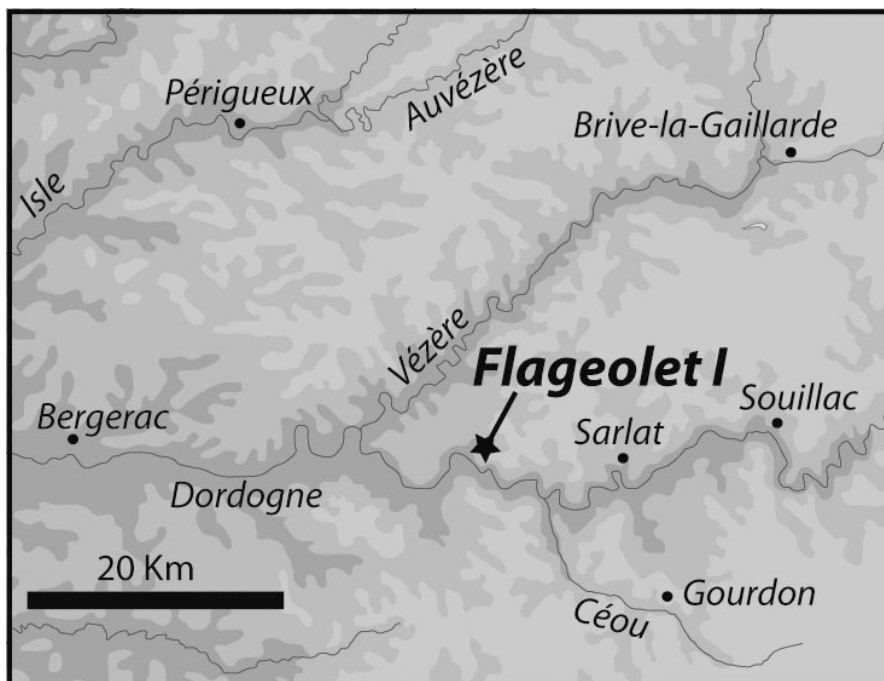 Périgueux
Auvézère
Brive-la-Gaillarde
Isle
Vézère
Flageolet I
Souillac
Bergerac
Sarlat
Dordogne
20 Km
Gourdon
Céou